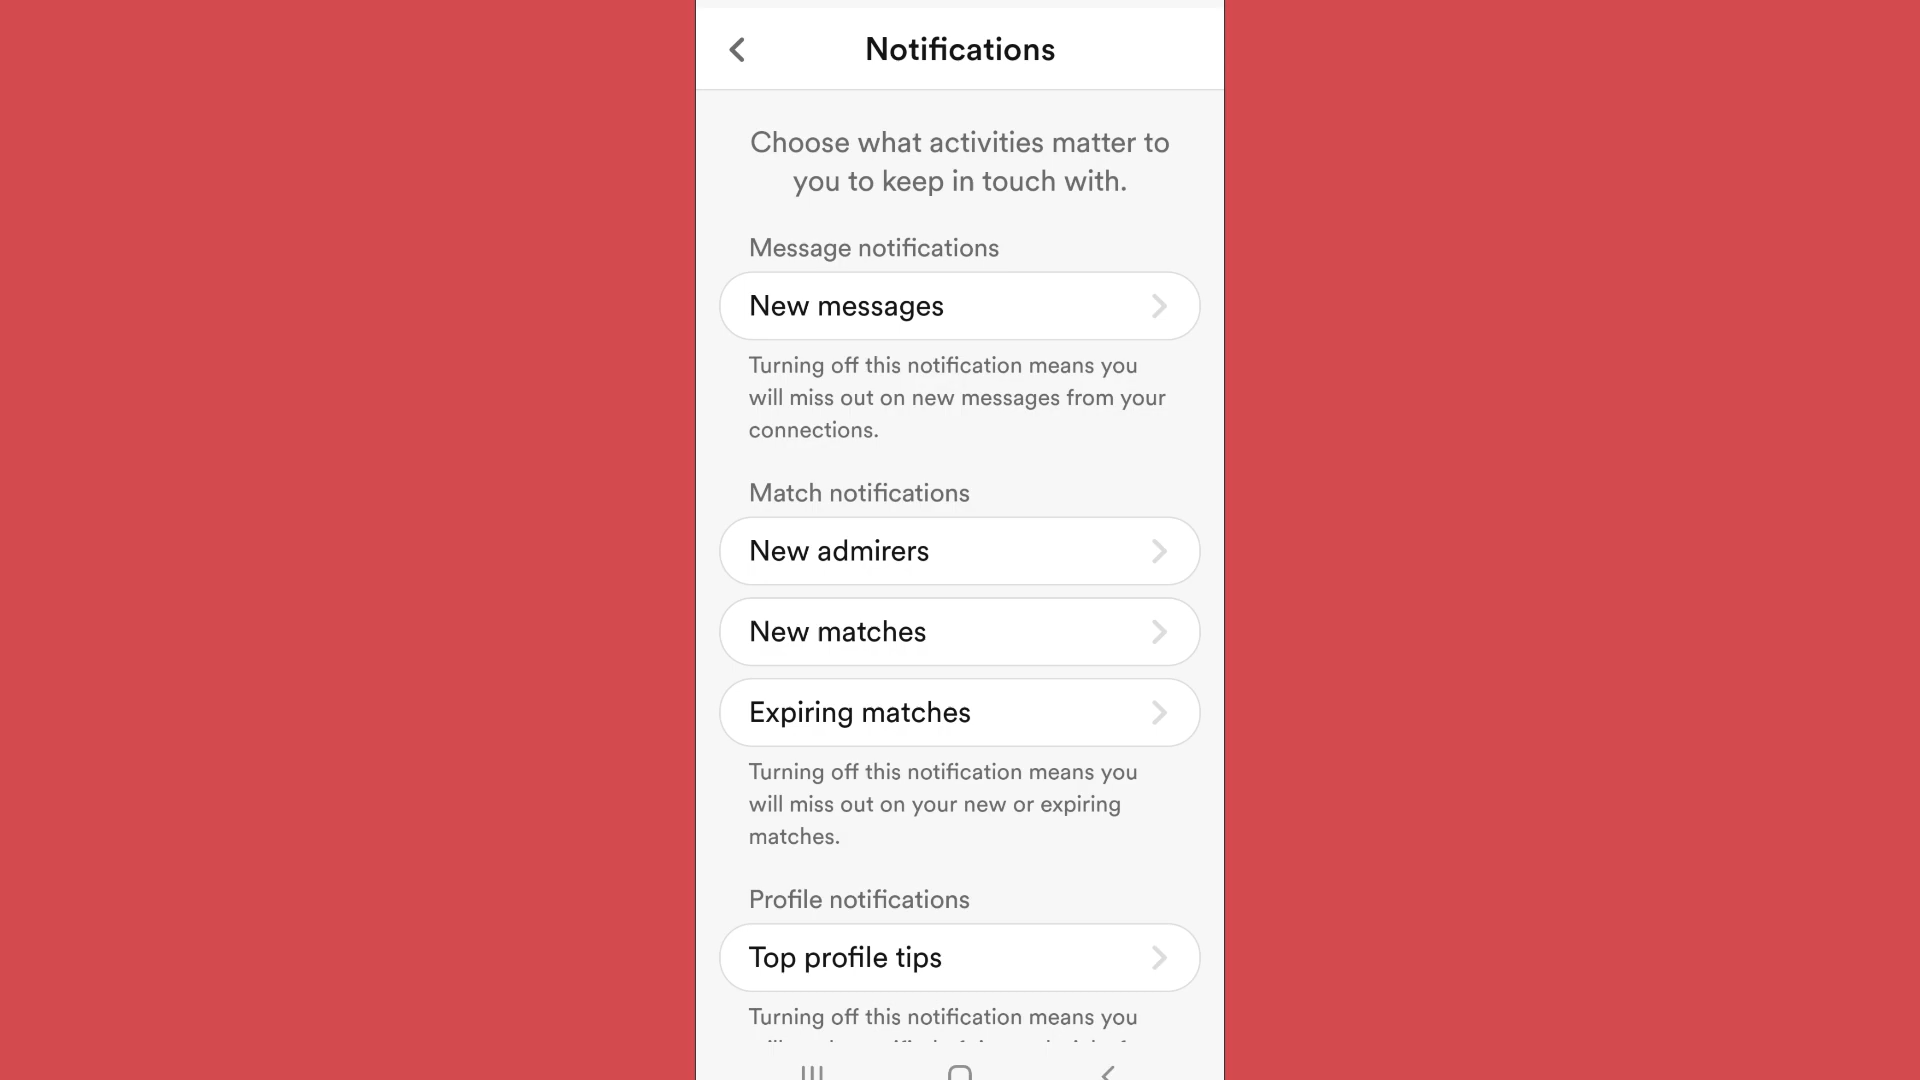 Notifications
Choose what activities matter to
you to keep in touch with.
Message notifications
New messages
Turning off this notification means you
will miss out on new messages from your
connections.
Match notifications
New admirers
New matches
Expiring matches
Turning off this notification means you
will miss out on your new or expiring
matches.
Profile notifications
Top profile tips
Turning off this notification means you